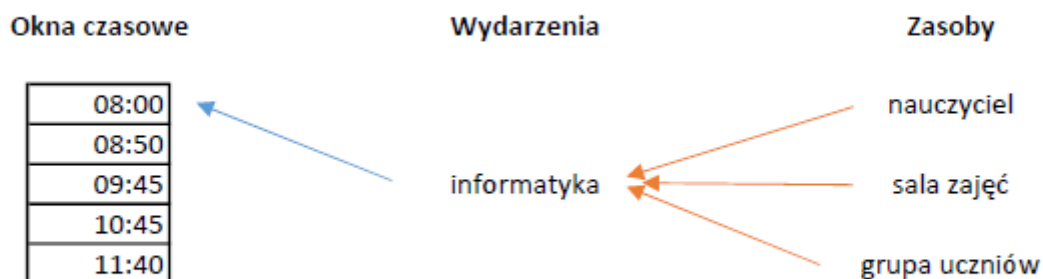 Okna czasowe Wydarzenia Zasoby
08:00 nauczyciel
08:50
09:45 informatyka sala zajęć
10:45
11:40 grupa uczniów